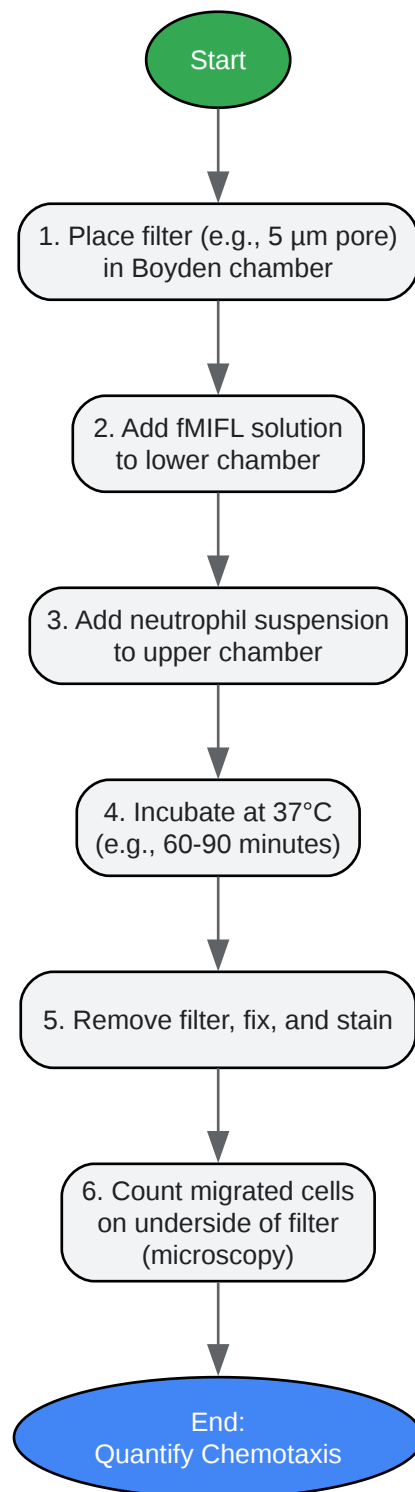 Start
1. Place filter (e.g., 5 µm pore)
in Boyden chamber
2. Add fMIFL solution
to lower chamber
3. Add neutrophil suspension
to upper chamber
4. Incubate at 37°C
(e.g., 60-90 minutes)
5. Remove filter, fix, and stain
6. Count migrated cells
on underside of filter
(microscopy)
End:
Quantify Chemotaxis